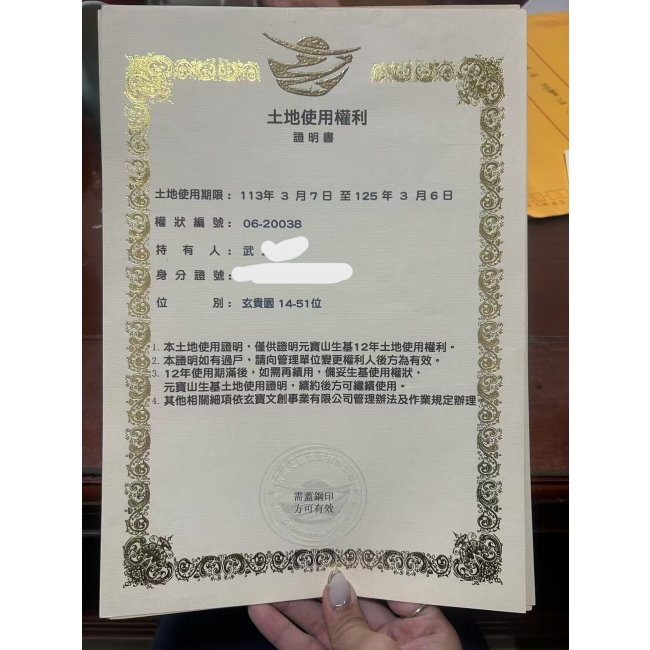 土地使用權利
證明書
土地使用期限： 113年 3 月 7 日 至 125 年 3 月 6 日
權狀編號： 06-20038
持有人： 武
身分證號：
位別： 玄貴園 14-51位
1. 本土地使用證明，僅供證明元寶山生基12年土地使用權利。
2. 本證明如有過戶，請向管理單位變更權利人後方為有效。
3. 12年使用期滿後，如需再續用，備妥生基使用權狀，
元寶山生基土地使用證明，續約後方可繼續使用。
4. 其他相關細項依玄寶文創事業有限公司管理辦法及作業規定辦理。
需蓋鋼印
方可有效